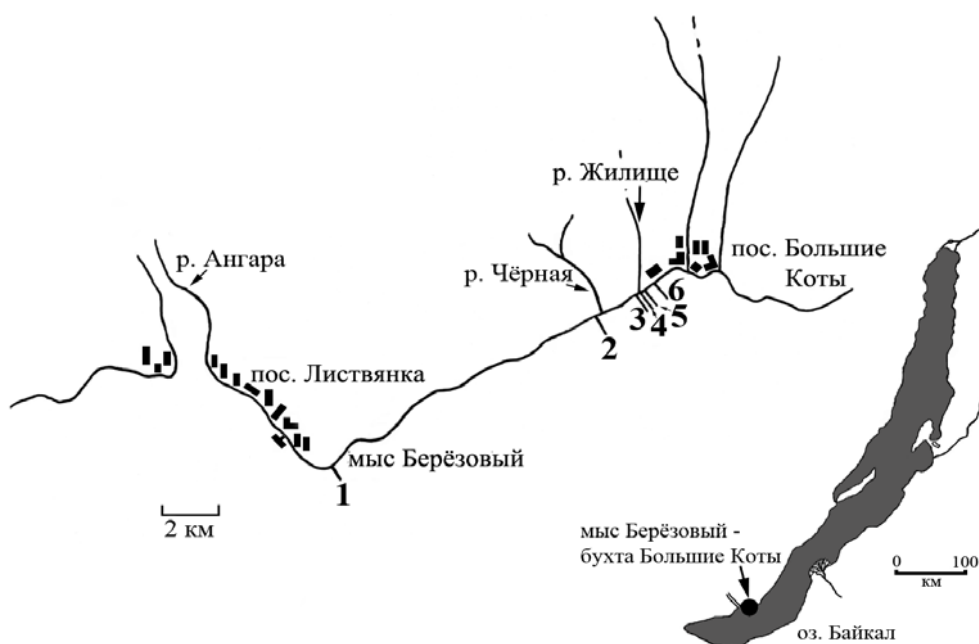 р. Жилище
р. Ангара
р. Чёрная
пос. Большие
Коты
6
5
4
3
2
пос. Листвянка
мыс Берёзовый
1
2 км
мыс Берёзовый -
бухта Большие Коты
0 100
км
оз. Байкал